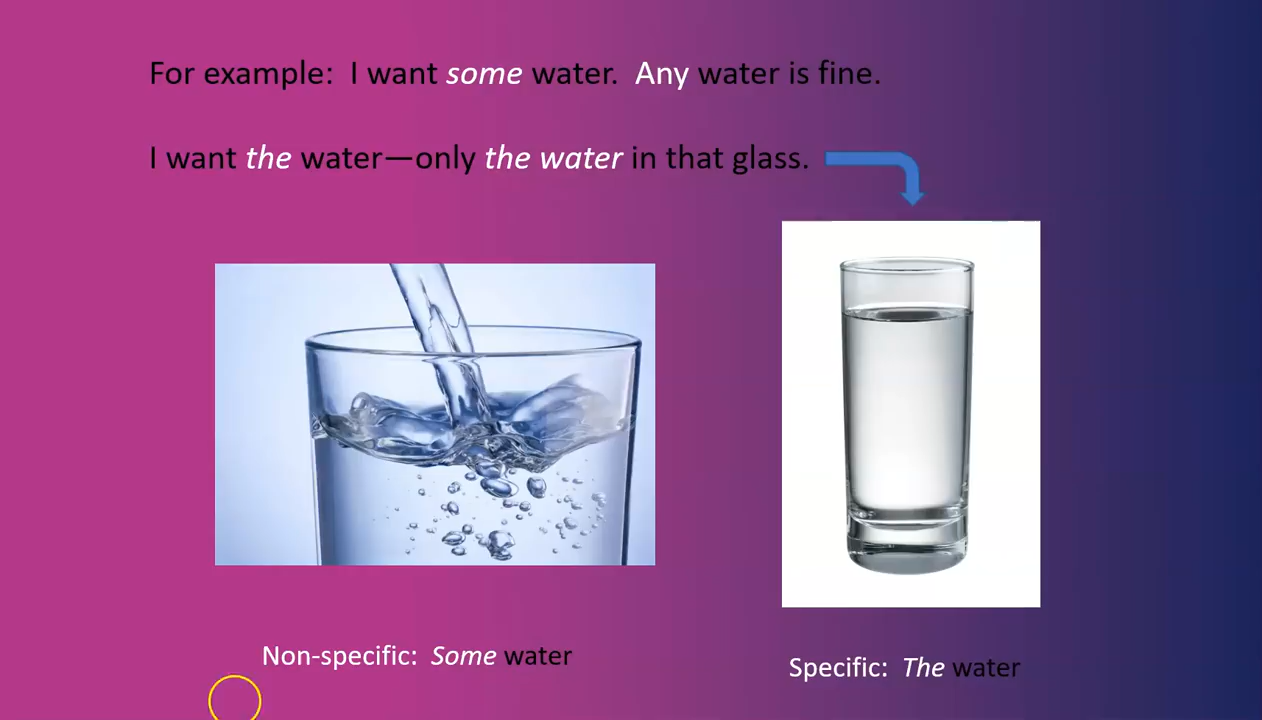 For example: I want some water. Any water is fine.
I want the water—only the water in that glass.
Non-specific: Some water
Specific: The water